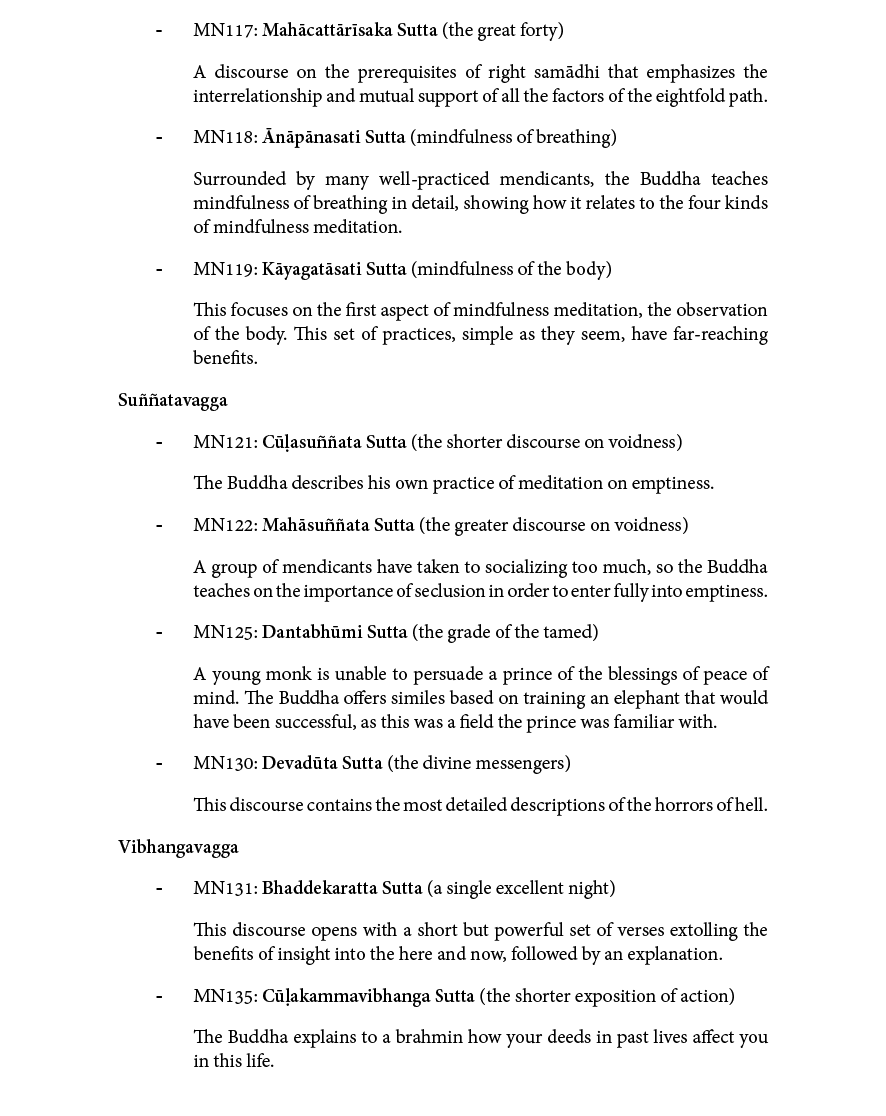 - MN117: Mahācattārīsaka Sutta (the great forty)
A discourse on the prerequisites of right samādhi that emphasizes the
interrelationship and mutual support of all the factors of the eightfold path.
- MN118: Ānāpānasati Sutta (mindfulness of breathing)
Surrounded by many well-practiced mendicants, the Buddha teaches
mindfulness of breathing in detail, showing how it relates to the four kinds
of mindfulness meditation.
- MN119: Kāyagatāsati Sutta (mindfulness of the body)
This focuses on the first aspect of mindfulness meditation, the observation
of the body. This set of practices, simple as they seem, have far-reaching
benefits.
Suññatavagga
- MN121: Cūḷasuññata Sutta (the shorter discourse on voidness)
The Buddha describes his own practice of meditation on emptiness.
- MN122: Mahāsuññata Sutta (the greater discourse on voidness)
A group of mendicants have taken to socializing too much, so the Buddha
teaches on the importance of seclusion in order to enter fully into emptiness.
- MN125: Dantabhūmi Sutta (the grade of the tamed)
A young monk is unable to persuade a prince of the blessings of peace of
mind. The Buddha offers similes based on training an elephant that would
have been successful, as this was a field the prince was familiar with.
- MN130: Devadūta Sutta (the divine messengers)
This discourse contains the most detailed descriptions of the horrors of hell.
Vibhangavagga
- MN131: Bhaddekaratta Sutta (a single excellent night)
This discourse opens with a short but powerful set of verses extolling the
benefits of insight into the here and now, followed by an explanation.
- MN135: Cūḷakammavibhanga Sutta (the shorter exposition of action)
The Buddha explains to a brahmin how your deeds in past lives affect you
in this life.